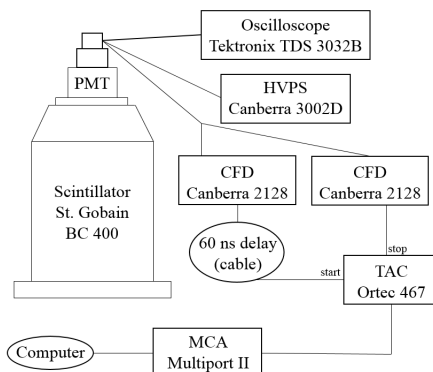 Oscilloscope
Tektronix TDS 3032B
PMT
HVPS
Canberra 3002D
Scintillator
St. Gobain
BC 400
CFD
Canberra 2128
CFD
Canberra 2128
60 ns delay
(cable)
start
stop
TAC
Ortec 467
Computer
MCA
Multiport II